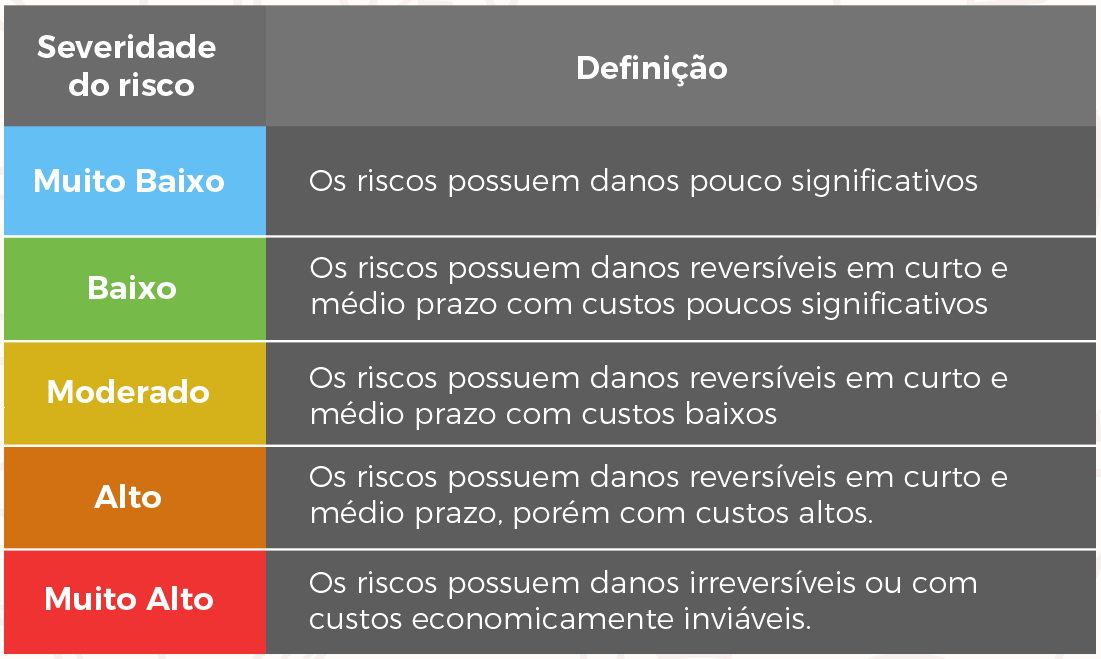 Severidade
do risco
Definição
Muito Baixo
Os riscos possuem danos pouco significativos
Baixo
Os riscos possuem danos reversíveis em curto e
médio prazo com custos poucos significativos
Moderado
Os riscos possuem danos reversíveis em curto e
médio prazo com custos baixos
Alto
Os riscos possuem danos reversíveis em curto e
médio prazo, porém com custos altos.
Muito Alto
Os riscos possuem danos irreversíveis ou com
custos economicamente inviáveis.